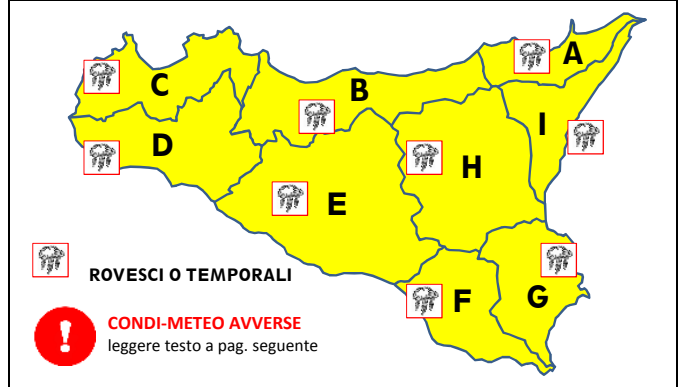 A
C
B
I
D
H
E
ROVESCI O TEMPORALI
F
G
CONDI-METEO AVVERSE
leggere testo a pag. seguente